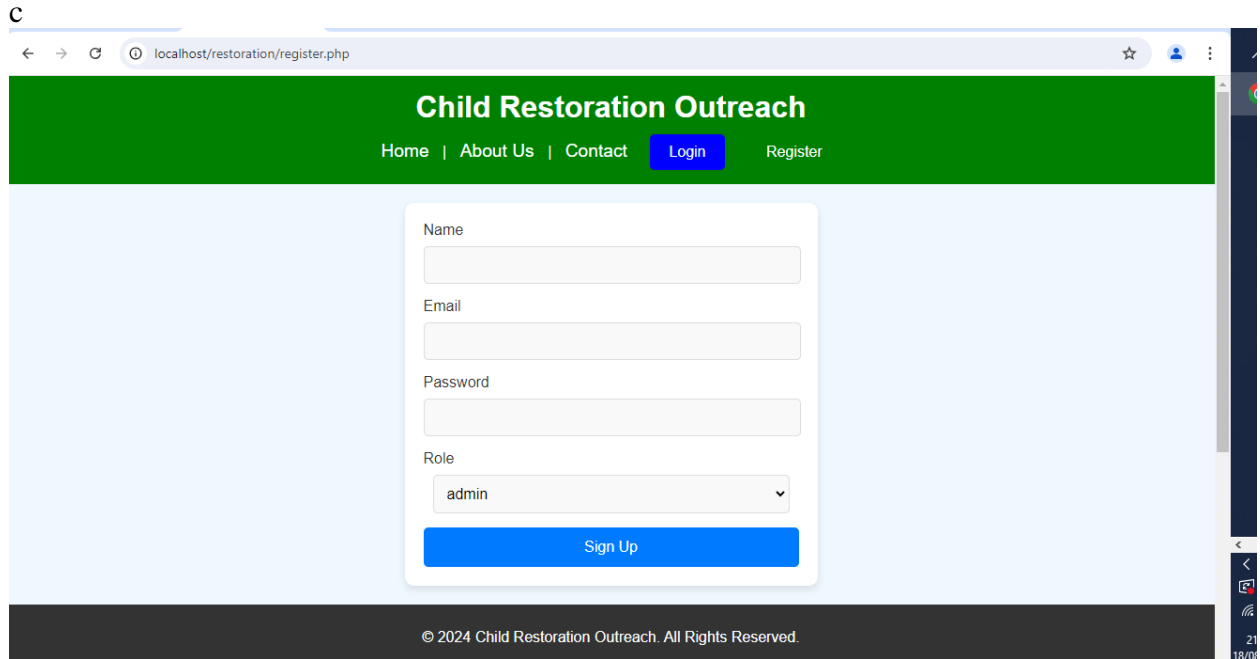 c
localhost/restoration/register.php
Child Restoration Outreach
Home | About Us | Contact Login Register
Name
Email
Password
Role
admin
Sign Up
© 2024 Child Restoration Outreach. All Rights Reserved.